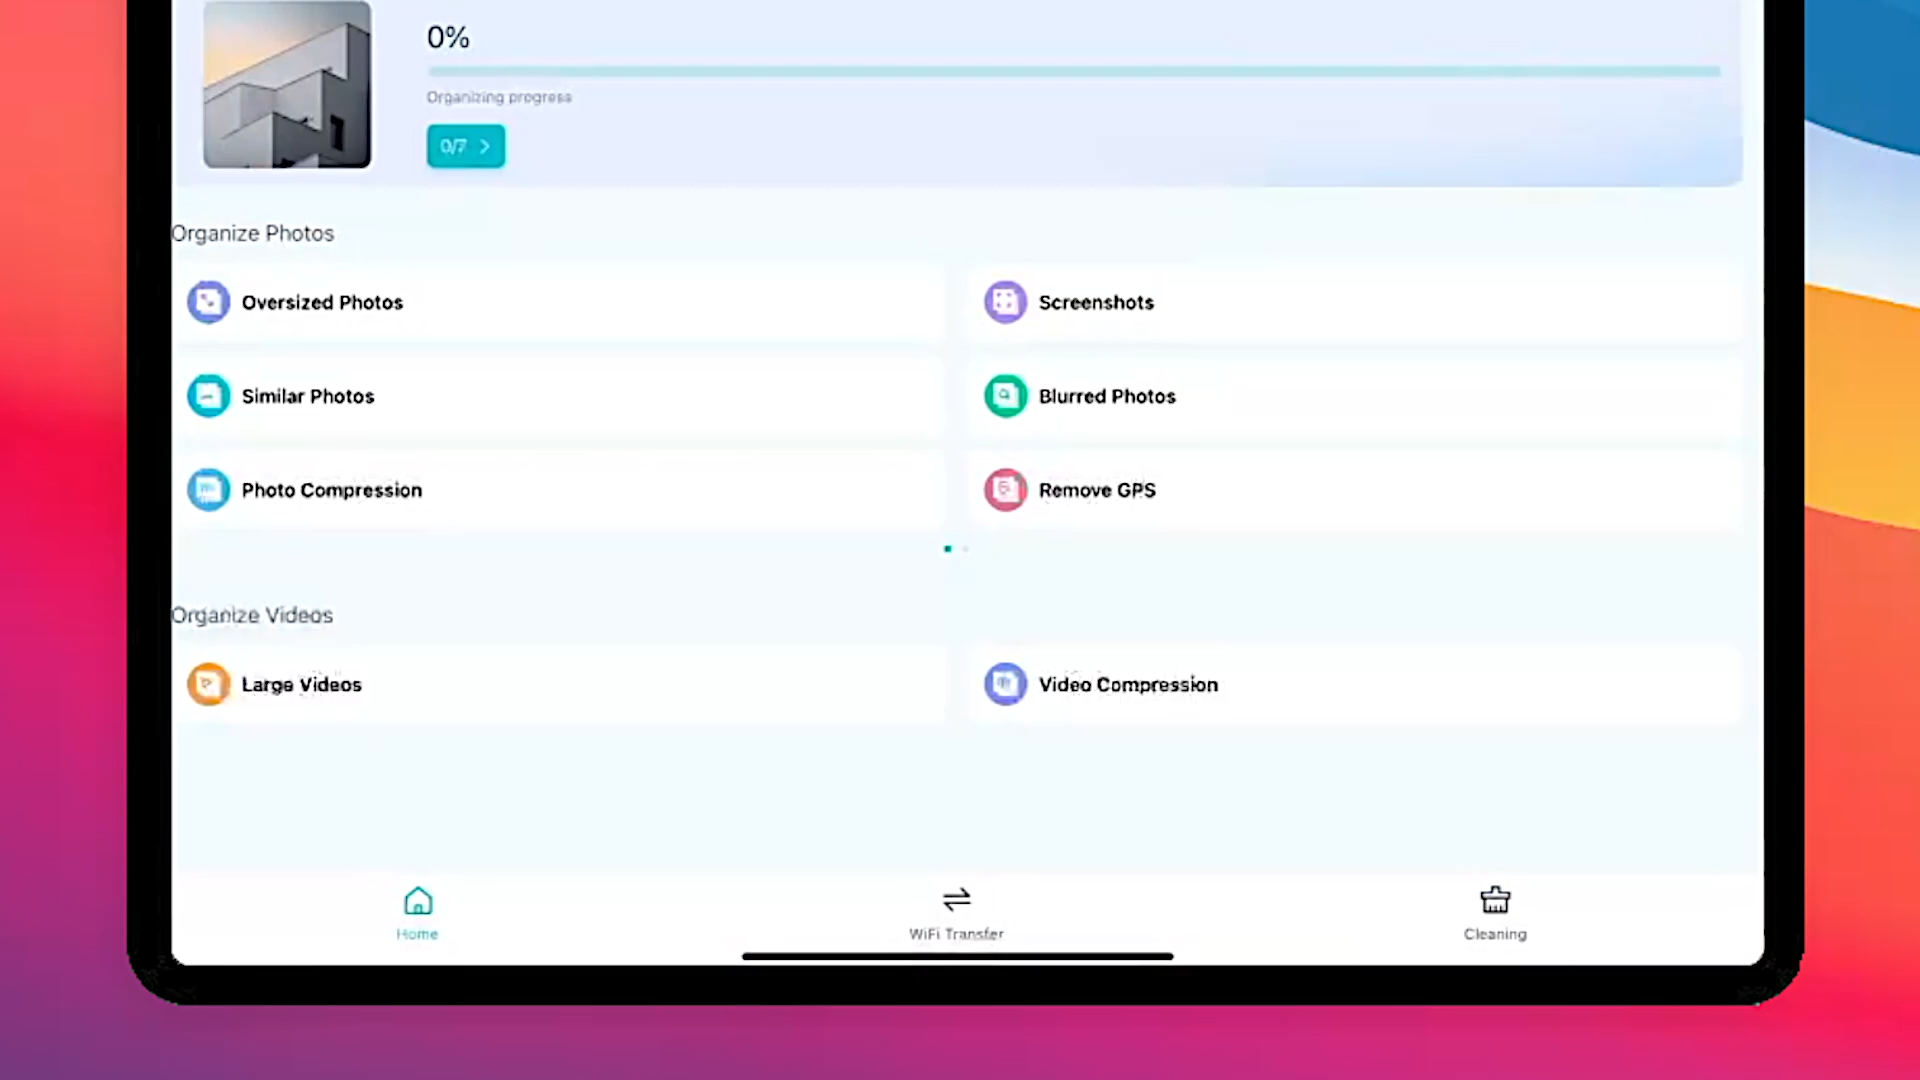 0%
Organizing progress
0/7
Organize Photos
Oversized Photos
Screenshots
Similar Photos
Blurred Photos
Photo Compression
Remove GPS
Organize Videos
Large Videos
Video Compression
Home
WiFi Transfer
Cleaning